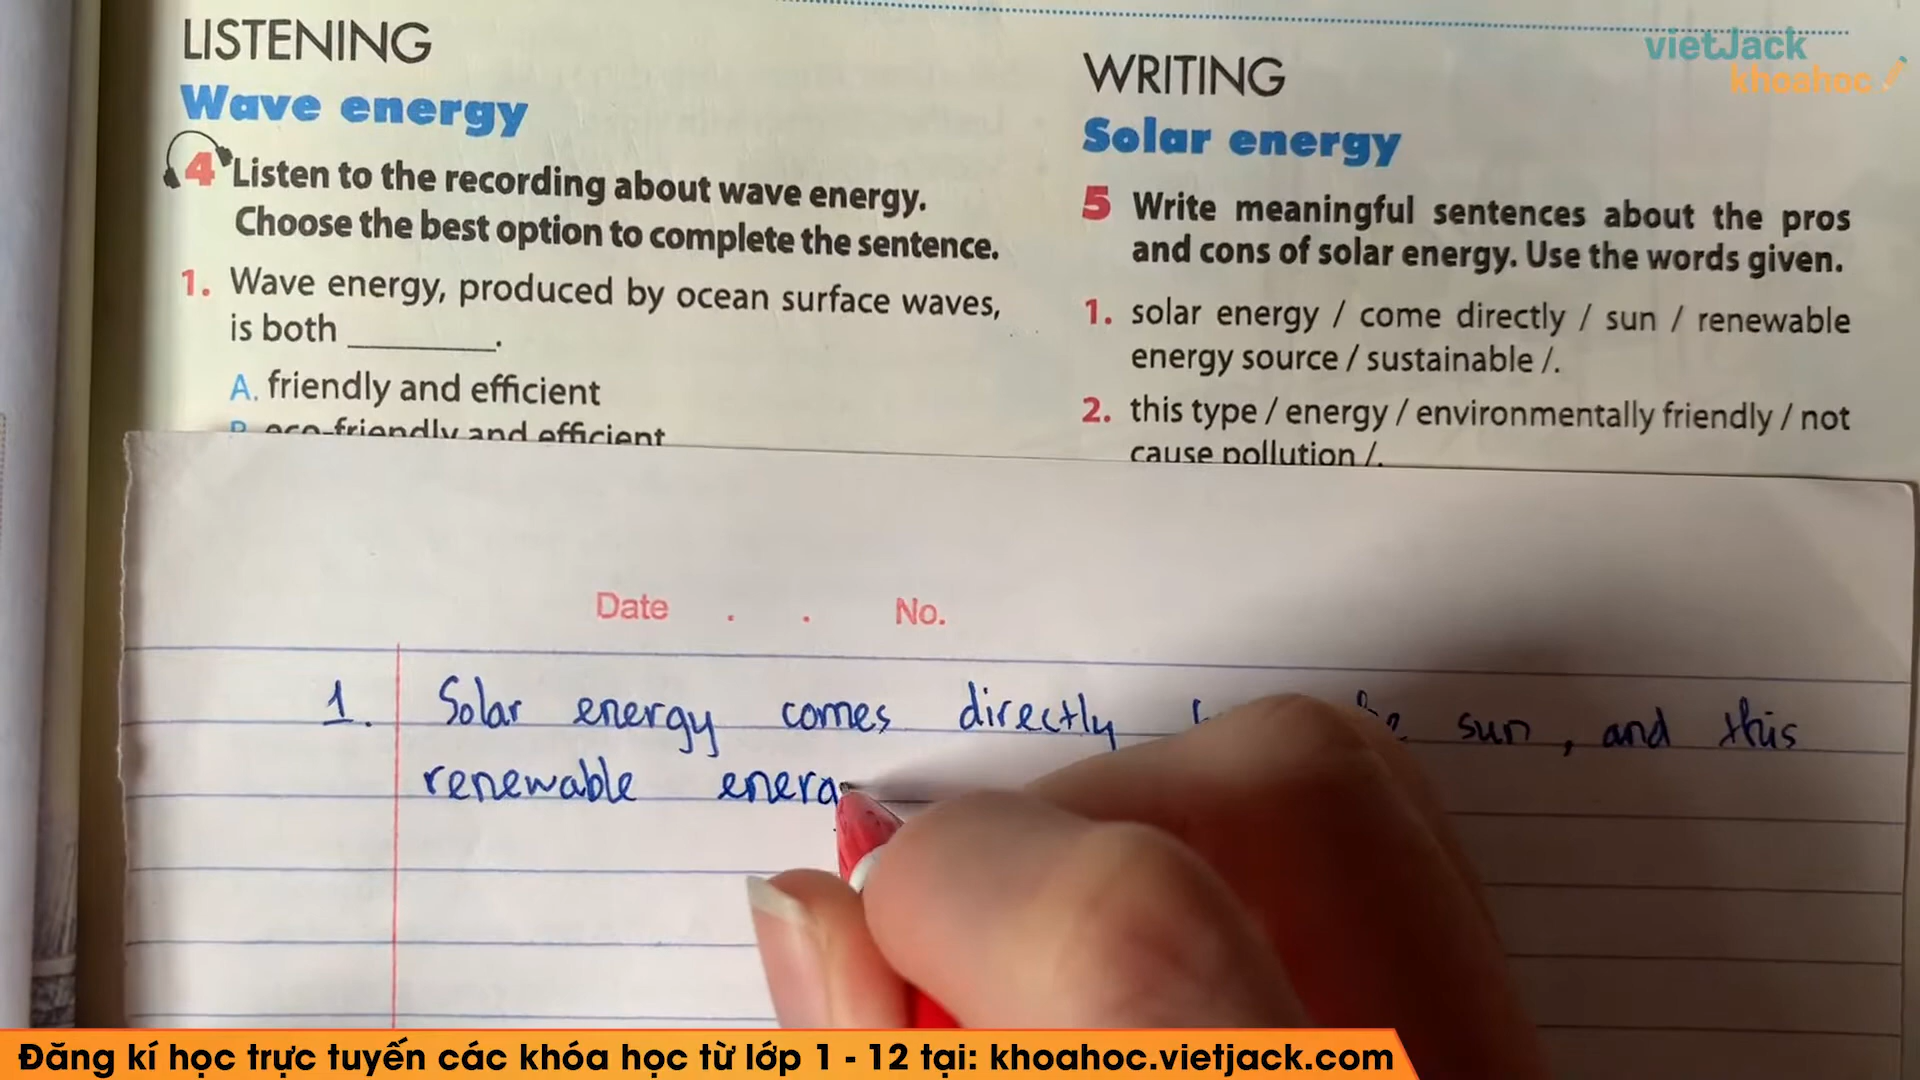 LISTENING
Wave energy
4 Listen to the recording about wave energy.
Choose the best option to complete the sentence.
1. Wave energy, produced by ocean surface waves,
is both ________.
A. friendly and efficient
B. eco-friendly and efficient
vietJack
khoahoc
WRITING
Solar energy
5 Write meaningful sentences about the pros
and cons of solar energy. Use the words given.
1. solar energy / come directly / sun / renewable
energy source / sustainable /.
2. this type / energy / environmentally friendly / not
cause pollution /.
Date . . No.
1. Solar energy comes directly sun, and this
renewable energ
Đăng kí học trực tuyến các khóa học từ lớp 1 - 12 tại: khoahoc.vietjack.com